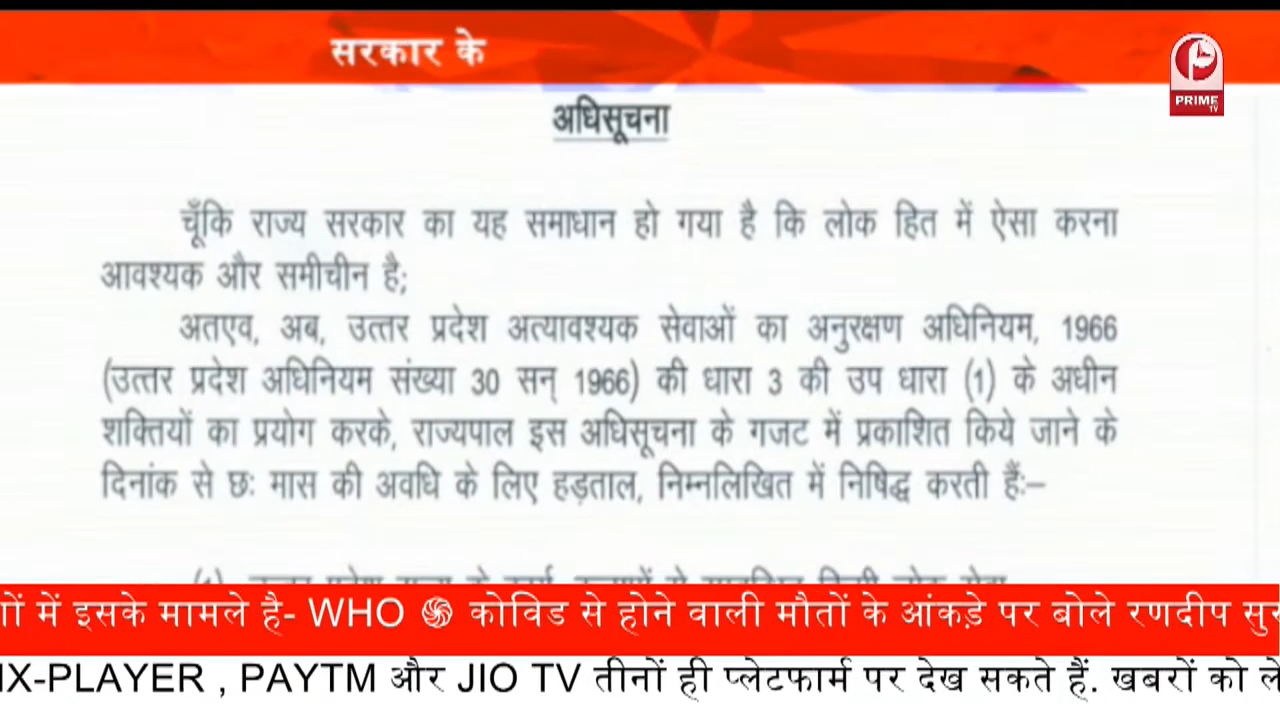 सरकार के
PRIME
TV
अधिसूचना
चूँकि राज्य सरकार का यह समाधान हो गया है कि लोक हित में ऐसा करना
आवश्यक और समीचीन है;
अतएव, अब, उत्तर प्रदेश अत्यावश्यक सेवाओं का अनुरक्षण अधिनियम, 1966
(उत्तर प्रदेश अधिनियम संख्या 30 सन् 1966) की धारा 3 की उप धारा (1) के अधीन
शक्तियों का प्रयोग करके, राज्यपाल इस अधिसूचना के गजट में प्रकाशित किये जाने के
दिनांक से छः मास की अवधि के लिए हड़ताल, निम्नलिखित में निषिद्ध करती हैंः–
में इसके मामले है- WHO कोविड से होने वाली मौतों के आंकड़े पर बोले रणदीप
IX-PLAYER , PAYTM और JIO TV तीनों ही प्लेटफार्म पर देख सकते हैं. खबरों को